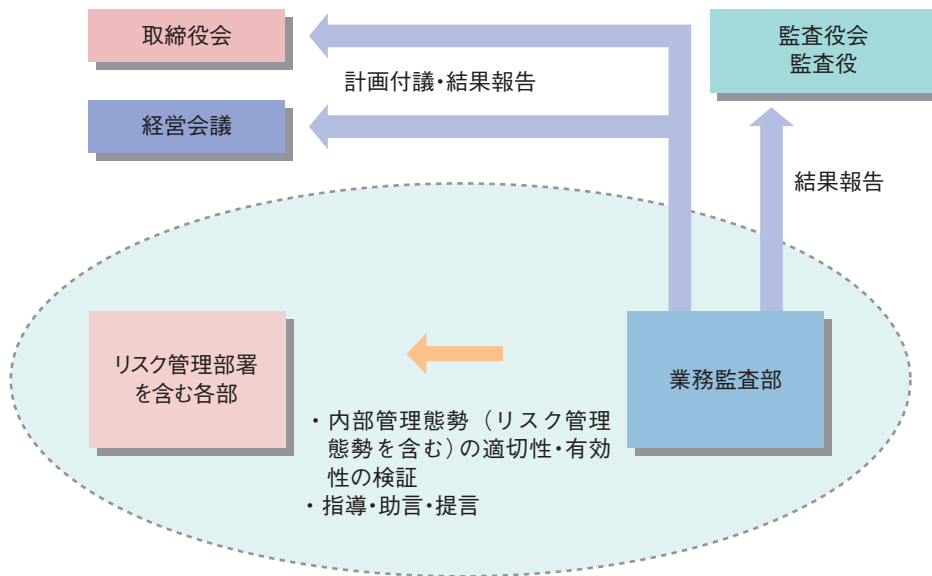 取締役会
監査役会
監査役
計画付議・結果報告
経営会議
結果報告
リスク管理部署
を含む各部
業務監査部
・内部管理態勢（リスク管理
態勢を含む）の適切性・有効
性の検証
・指導・助言・提言